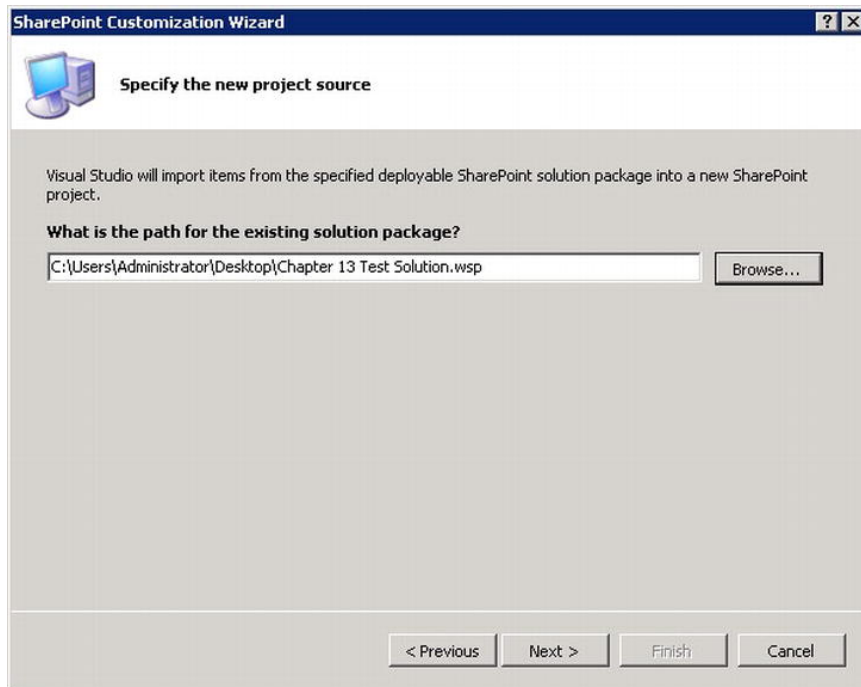 SharePoint Customization Wizard
Specify the new project source
Visual Studio will import items from the specified deployable SharePoint solution package into a new SharePoint
project.
What is the path for the existing solution package?
C:\Users\Administrator\Desktop\Chapter 13 Test Solution.wsp
Browse...
< Previous
Next >
Finish
Cancel